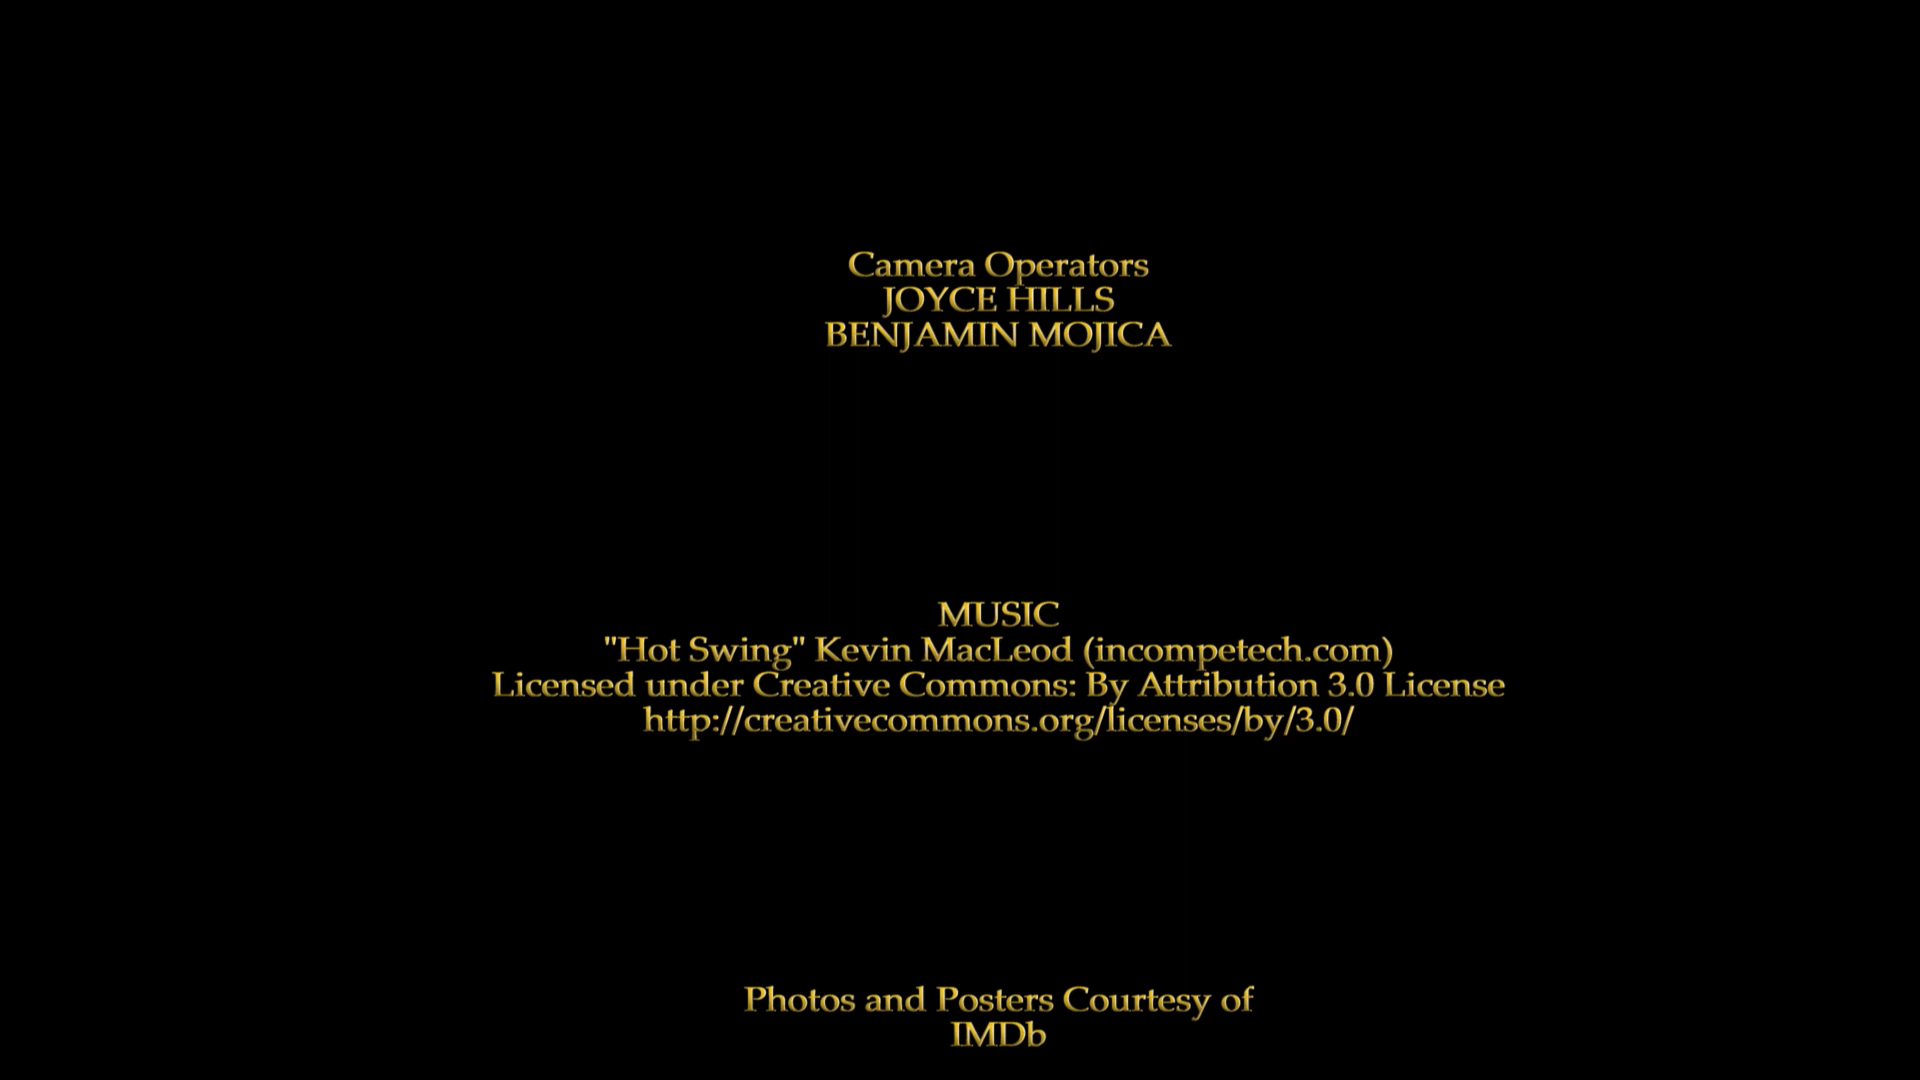 Camera Operators
JOYCE HILLS
BENJAMIN MOJICA
MUSIC
"Hot Swing" Kevin MacLeod (incompetech.com)
Licensed under Creative Commons: By Attribution 3.0 License
http://creativecommons.org/licenses/by/3.0/
Photos and Posters Courtesy of
IMDb